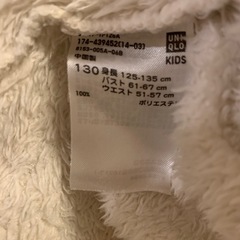 174-439452(14-03)
UNI
QLO
KIDS
中国製
130 身長 125-135 cm
バスト 61-67 cm
ウエスト 51-57 cm
100%
ポリエステ